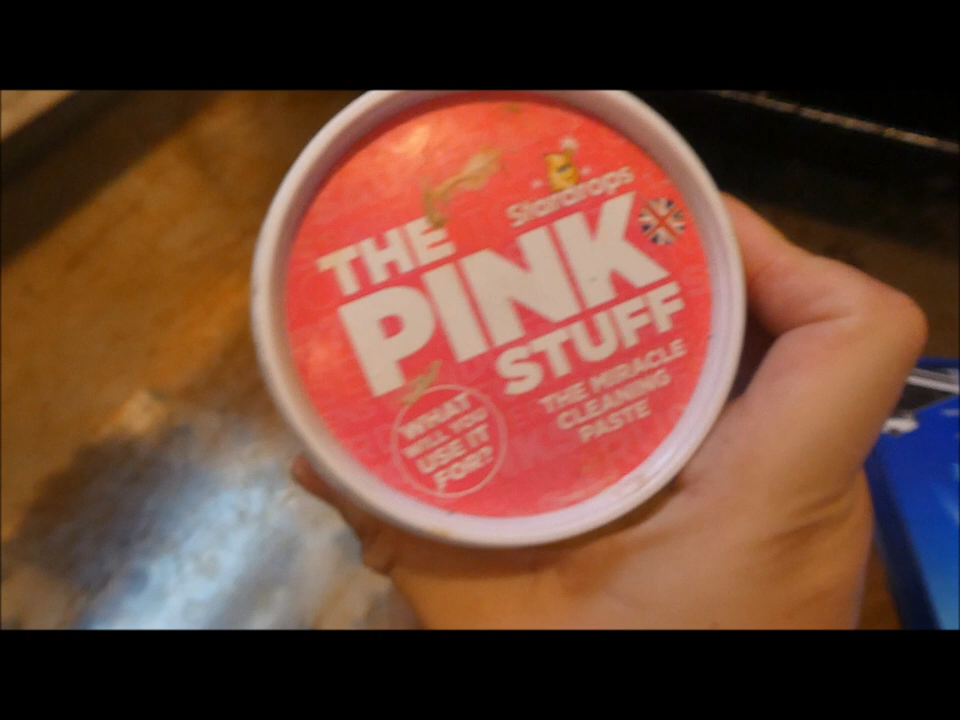 Stardrops
THE
PINK
STUFF
THE MIRACLE
CLEANING
PASTE
WHAT
WILL YOU
USE IT
FOR?